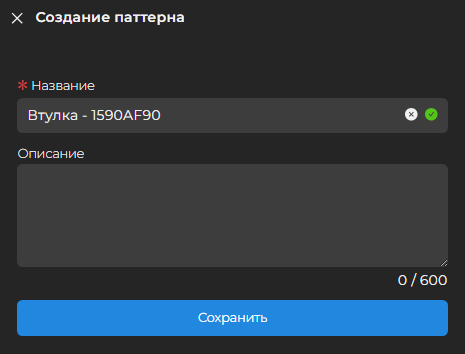 Создание паттерна
* Название
Втулка - 1590AF90
Описание
0 / 600
Сохранить